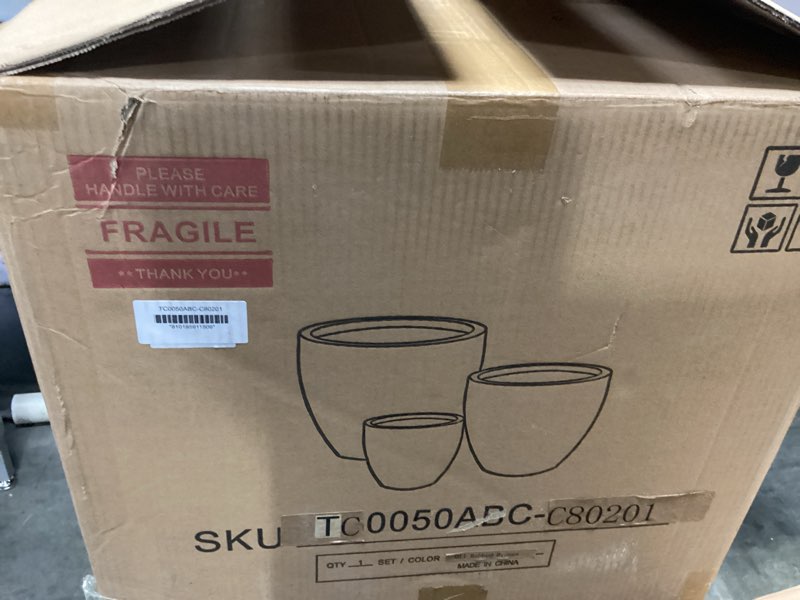 PLEASE
HANDLE WITH CARE
FRAGILE
**THANK YOU**
TC0050ABC-C80201
SKU TC0050ABC-C80201
QTY 1 SET / COLOR
MADE IN CHINA